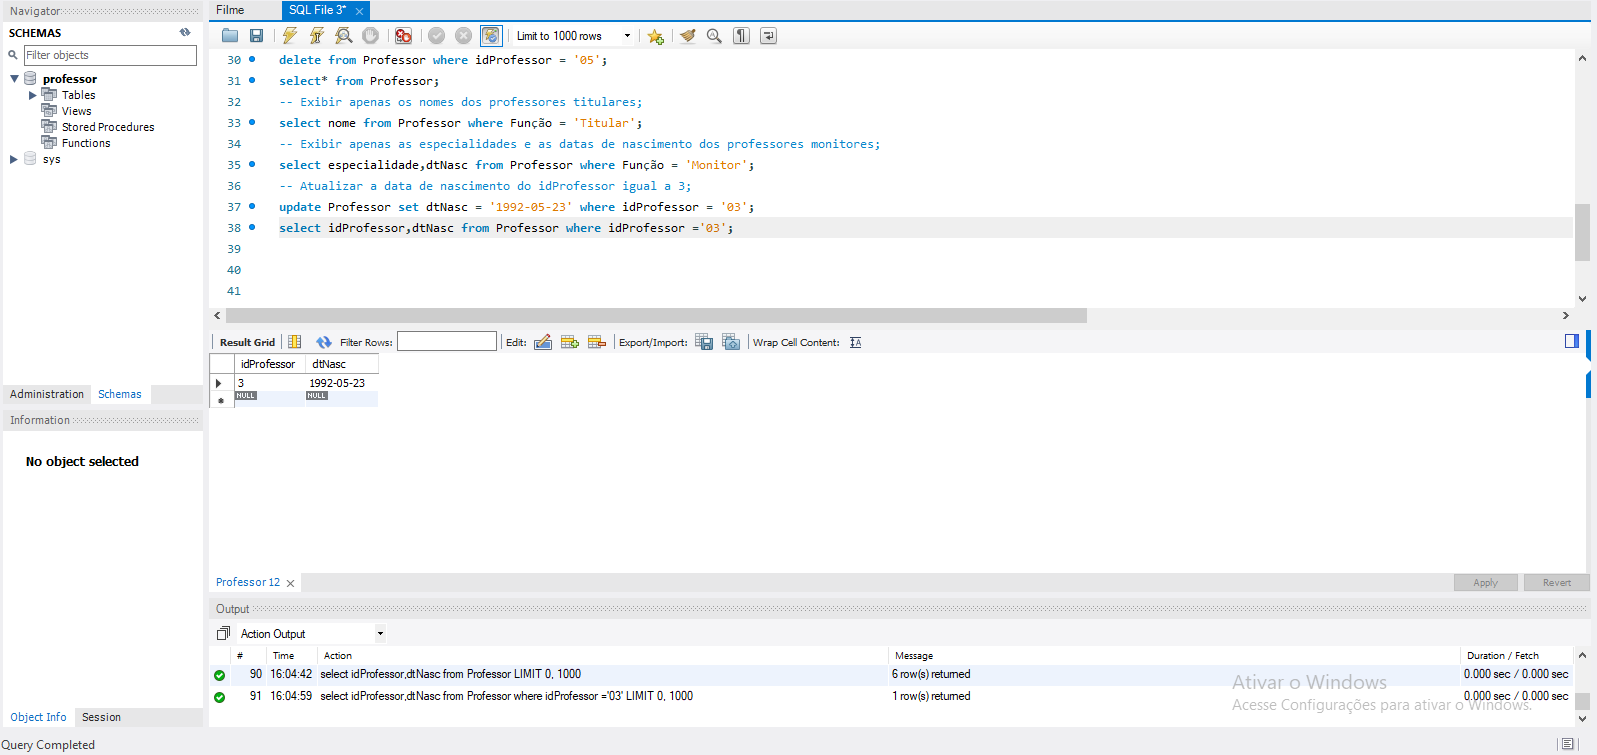 Navigator
SCHEMAS
Filter objects
professor
Tables
Views
Stored Procedures
Functions
sys
Administration
Schemas
Information
No object selected
Object Info
Session
Query Completed
Filme
SQL File 3*
Limit to 1000 rows
30 delete from Professor where idProfessor = '05';
31 select* from Professor;
32 -- Exibir apenas os nomes dos professores titulares;
33 select nome from Professor where Função = 'Titular';
34 -- Exibir apenas as especialidades e as datas de nascimento dos professores monitores;
35 select especialidade,dtNasc from Professor where Função = 'Monitor';
36 -- Atualizar a data de nascimento do idProfessor igual a 3;
37 update Professor set dtNasc = '1992-05-23' where idProfessor = '03';
38 select idProfessor,dtNasc from Professor where idProfessor ='03';
39
40
41
Result Grid Filter Rows: Edit: Export/Import: Wrap Cell Content:
idProfessor dtNasc
3 1992-05-23
NULL NULL
Professor 12
Apply Revert
Output
Action Output
# Time Action Message Duration / Fetch
90 16:04:42 select idProfessor,dtNasc from Professor LIMIT 0, 1000 6 row(s) returned 0.000 sec / 0.000 sec
91 16:04:59 select idProfessor,dtNasc from Professor where idProfessor ='03' LIMIT 0, 1000 1 row(s) returned 0.000 sec / 0.000 sec
Ativar o Windows
Acesse Configurações para ativar o Windows.